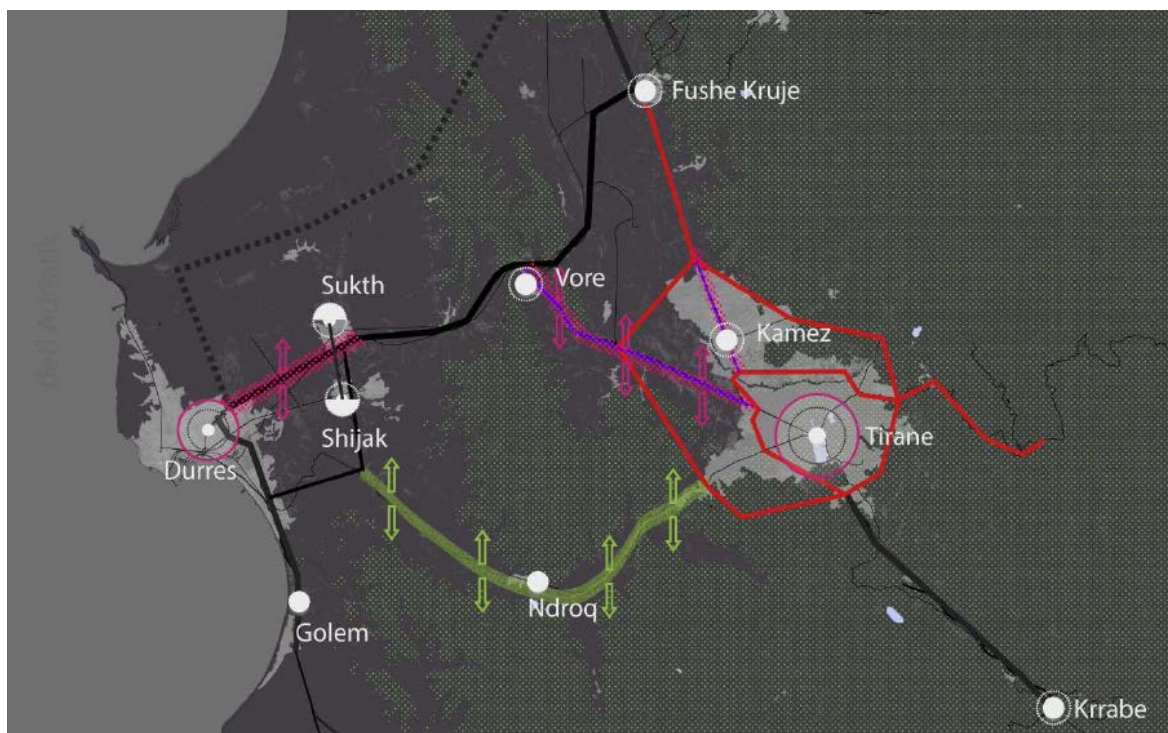 Fushe Kruje
Vore
Sukth
Kamez
Shijak
Tirane
Durres
Ndroq
Golem
Krrabe